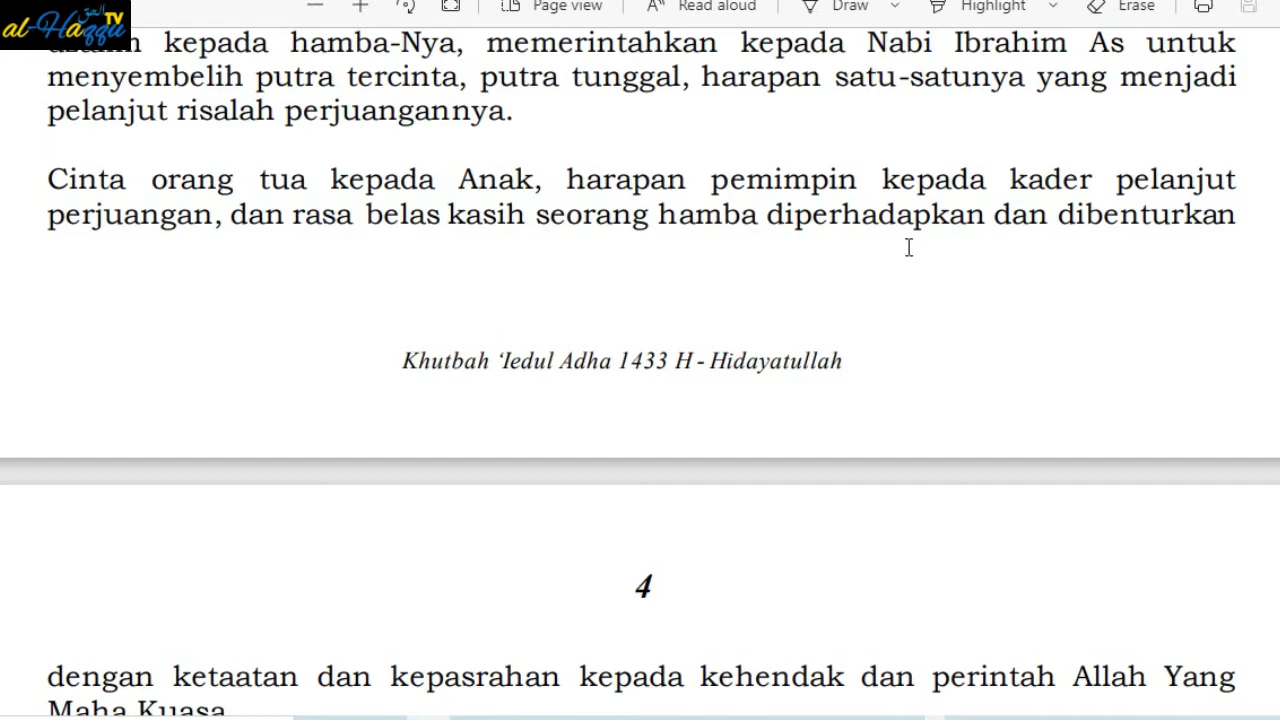 الحق
al-Haqqu TV
Page view
Read aloud
Draw
Highlight
Erase
kepada hamba-Nya, memerintahkan kepada Nabi Ibrahim As untuk
menyembelih putra tercinta, putra tunggal, harapan satu-satunya yang menjadi
pelanjut risalah perjuangannya.
Cinta orang tua kepada Anak, harapan pemimpin kepada kader pelanjut
perjuangan, dan rasa belas kasih seorang hamba diperhadapkan dan dibenturkan
Khutbah ‘Iedul Adha 1433 H - Hidayatullah
4
dengan ketaatan dan kepasrahan kepada kehendak dan perintah Allah Yang
Maha Kuasa